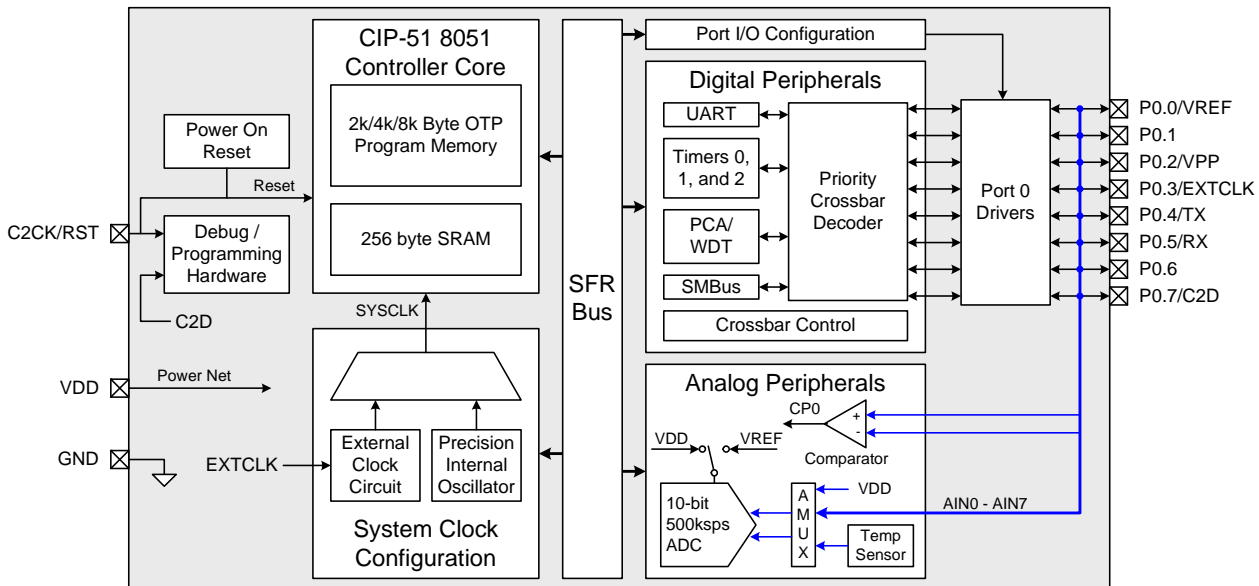 CIP-51 8051
Controller Core
2k/4k/8k Byte OTP
Program Memory
256 byte SRAM
Power On
Reset
Reset
C2CK/RST
Debug /
Programming
Hardware
C2D
SYSCLK
VDD
Power Net
GND
EXTCLK
External
Clock
Circuit
Precision
Internal
Oscillator
System Clock
Configuration
SFR
Bus
Port I/O Configuration
Digital Peripherals
UART
Timers 0,
1, and 2
PCA/
WDT
SMBus
Priority
Crossbar
Decoder
Crossbar Control
Port 0
Drivers
P0.0/VREF
P0.1
P0.2/VPP
P0.3/EXTCLK
P0.4/TX
P0.5/RX
P0.6
P0.7/C2D
Analog Peripherals
CP0
+
-
Comparator
VDD
VREF
10-bit
500ksps
ADC
A
M
U
X
VDD
AIN0 - AIN7
Temp
Sensor